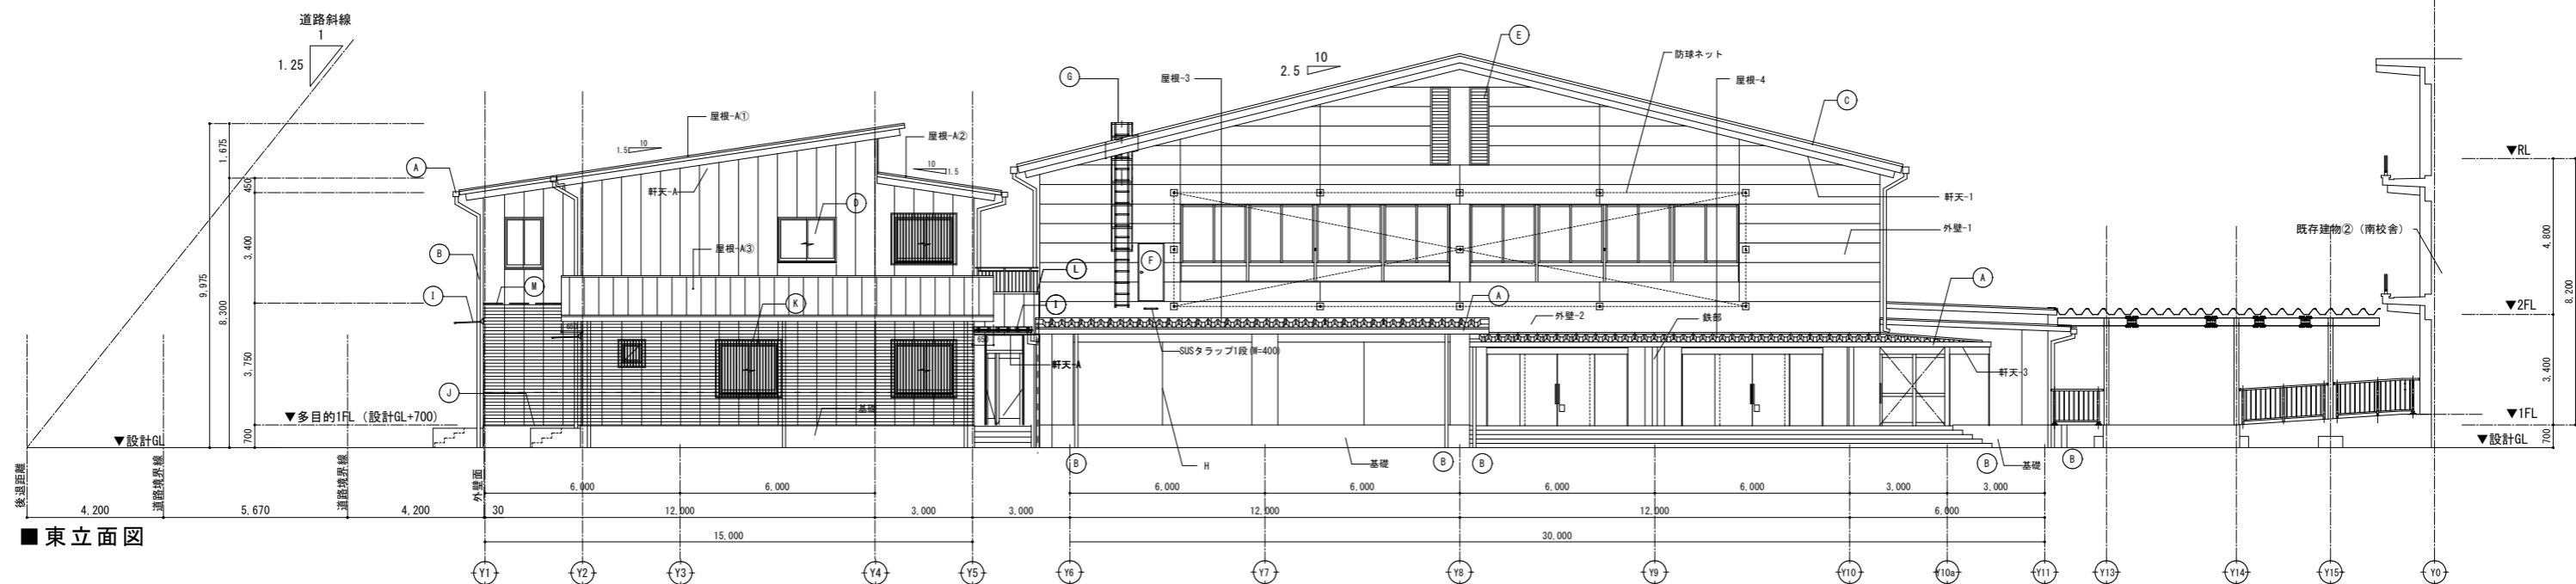 道路斜線
1
1.25
屋根-A①
1.5
10
屋根-A②
10
1.5
軒天-A
屋根-A③
A
B
I
M
D
K
J
650
650
基礎
軒天-A
L
I
G
屋根-3
2.5
10
E
防球ネット
屋根-4
C
軒天-1
外壁-1
F
A
A
外壁-2
鉄部
SUSタラップ1段(W=400)
軒天-3
H
基礎
基礎
B
B
B
B
B
既存建物②（南校舎）
▼RL
▼2FL
▼1FL
▼設計GL
4,800
3,400
8,200
700
9,975
1,675
8,300
450
3,400
3,750
700
▼多目的1FL（設計GL+700）
▼設計GL
後退距離
道路境界線
道路境界線
外壁面
6,000
6,000
6,000
6,000
6,000
6,000
3,000
3,000
4,200
5,670
4,200
30
12,000
3,000
3,000
12,000
12,000
6,000
15,000
30,000
■東立面図
Y1
Y2
Y3
Y4
Y5
Y6
Y7
Y8
Y9
Y10
Y10a
Y11
Y13
Y14
Y15
Y0